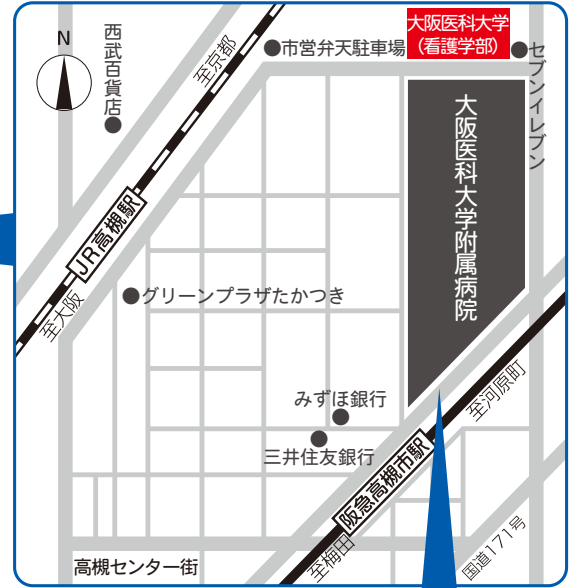 N
西武百貨店
至京都
市営弁天駐車場
大阪医科大学
（看護学部）
セブンイレブン
大阪医科大学附属病院
JR高槻駅
至大阪
グリーンプラザたかつき
みずほ銀行
三井住友銀行
至河原町
阪急高槻市駅
至梅田
国道171号
高槻センター街